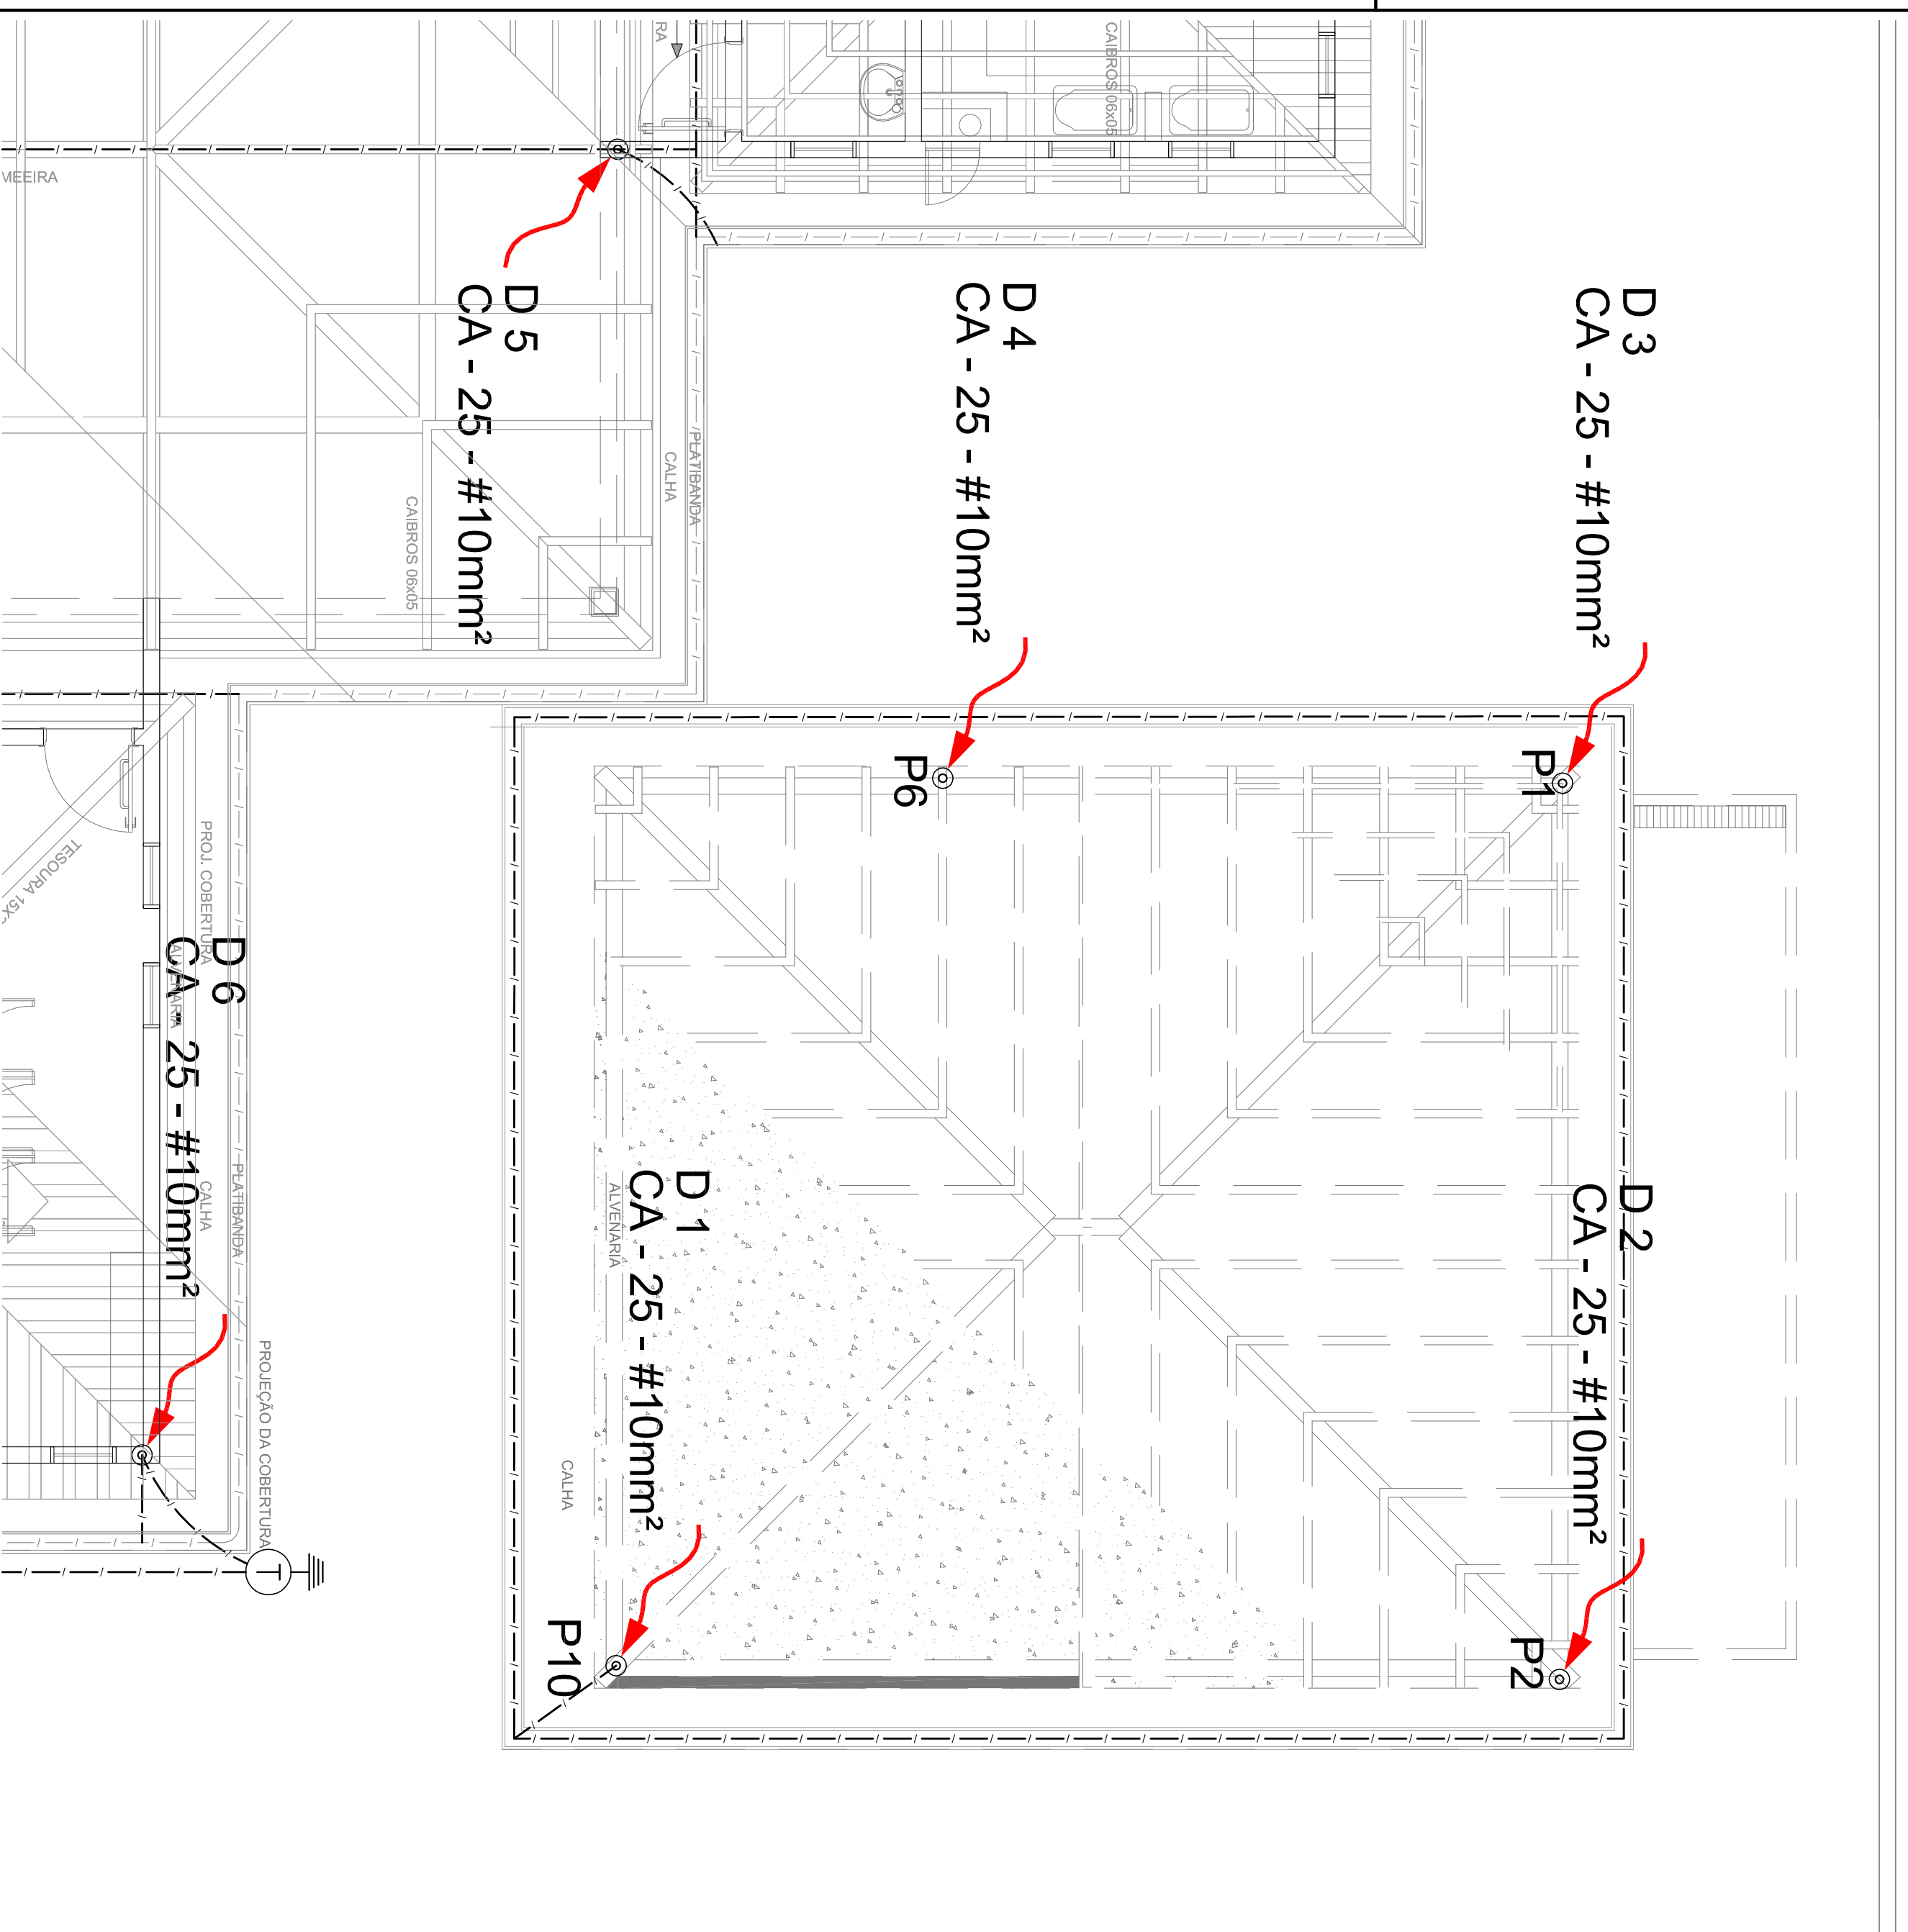 D 3
CA - 25 - #10mm²
D 4
CA - 25 - #10mm²
D 5
CA - 25 - #10mm²
D 2
CA - 25 - #10mm²
D 1
CA - 25 - #10mm²
D 6
CA - 25 - #10mm²
P1
P6
P2
P10
CAIBROS 06x05
RA
MEEIRA
PLATIBANDA
CALHA
CAIBROS 06x05
PROJ. COBERTURA
ALVENARIA
TESOURA 15X
PLATIBANDA
CALHA
PROJEÇÃO DA COBERTURA
ALVENARIA
CALHA
T